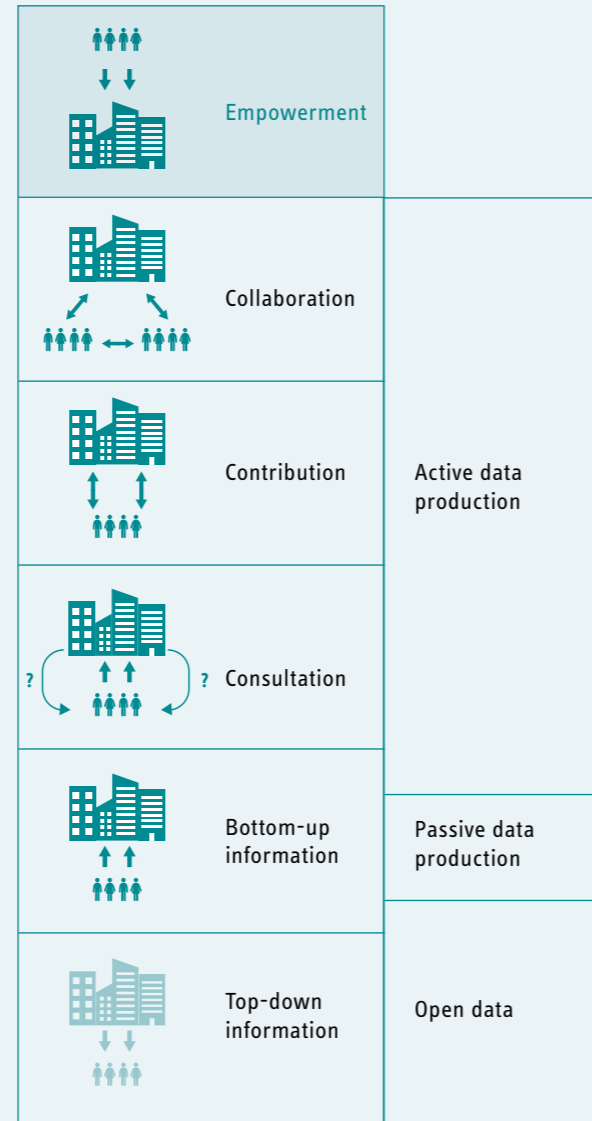 Empowerment
Collaboration
Contribution
Active data
production
?
?
Consultation
Bottom-up
information
Passive data
production
Top-down
information
Open data